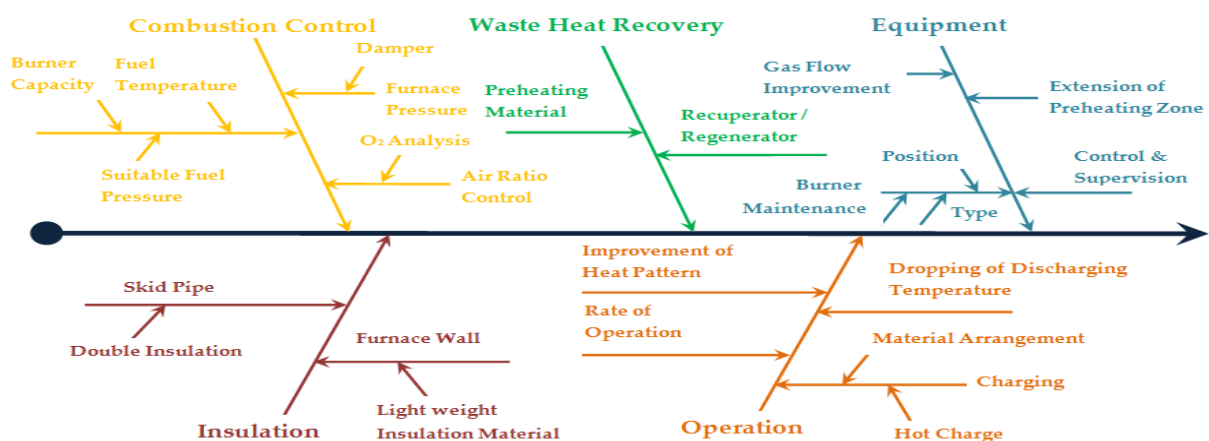 Combustion Control
Waste Heat Recovery
Equipment
Damper
Burner
Capacity
Fuel
Temperature
Furnace
Pressure
Suitable Fuel
Pressure
O₂ Analysis
Air Ratio
Control
Preheating
Material
Recuperator /
Regenerator
Gas Flow
Improvement
Extension of
Preheating Zone
Position
Control &
Supervision
Burner
Maintenance
Type
Skid Pipe
Double Insulation
Furnace Wall
Light weight
Insulation Material
Insulation
Improvement of
Heat Pattern
Dropping of Discharging
Temperature
Rate of
Operation
Material Arrangement
Charging
Hot Charge
Operation